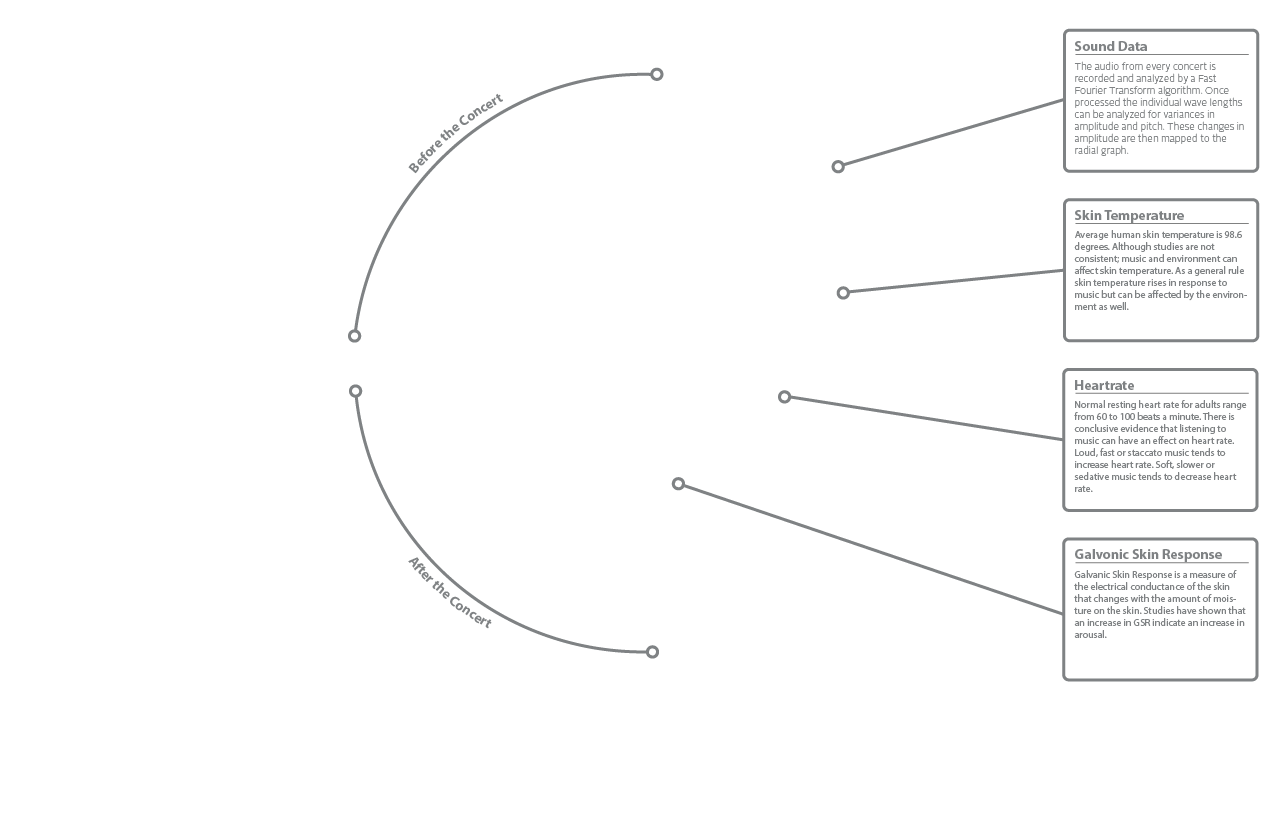 Before the Concert
After the Concert
Sound Data
The audio from every concert is
recorded and analyzed by a Fast
Fourier Transform algorithm. Once
processed the individual wave lengths
can be analyzed for variances in
amplitude and pitch. These changes in
amplitude are then mapped to the
radial graph.
Skin Temperature
Average human skin temperature is 98.6
degrees. Although studies are not
consistent; music and environment can
affect skin temperature. As a general rule
skin temperature rises in response to
music but can be affected by the environ-
ment as well.
Heartrate
Normal resting heart rate for adults range
from 60 to 100 beats a minute. There is
conclusive evidence that listening to
music can have an effect on heart rate.
Loud, fast or staccato music tends to
increase heart rate. Soft, slower or
sedative music tends to decrease heart
rate.
Galvonic Skin Response
Galvanic Skin Response is a measure of
the electrical conductance of the skin
that changes with the amount of mois-
ture on the skin. Studies have shown that
an increase in GSR indicate an increase in
arousal.